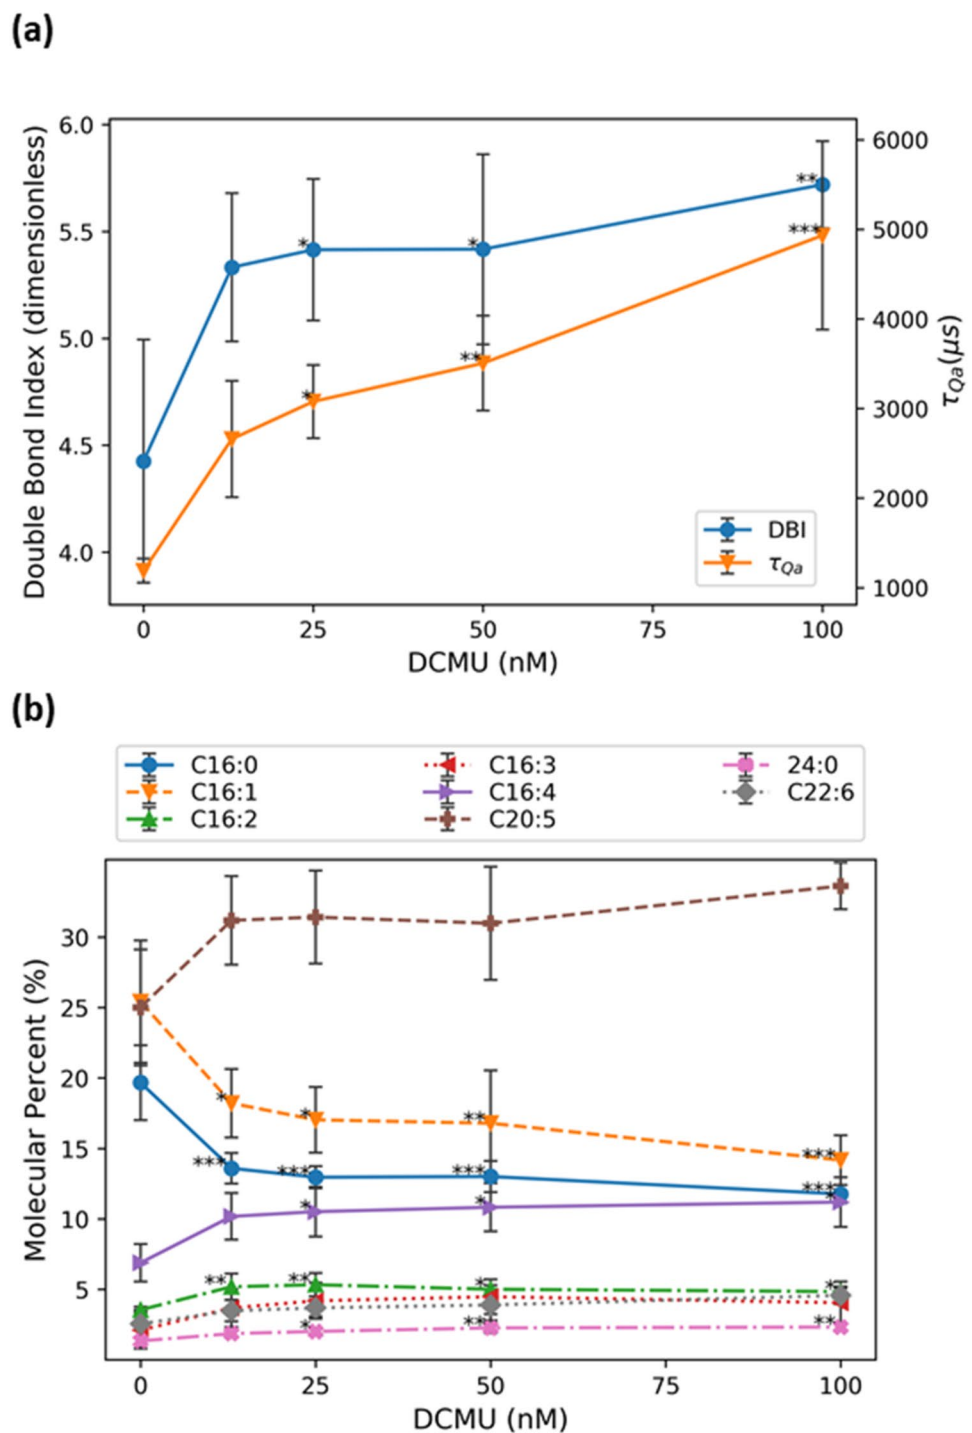 (a)
Double Bond Index (dimensionless)
6.0
5.5
5.0
4.5
4.0
6000
5000
4000
3000
2000
1000
τQa(μs)
* * **
* ** ***
DBI
τQa
0 25 50 75 100
DCMU (nM)
(b)
C16:0 C16:3 24:0
C16:1 C16:4 C22:6
C16:2 C20:5
Molecular Percent (%)
30
25
20
15
10
5
* * ** ***
*** *** *** ***
* * *
** ** * *
* ** **
0 25 50 75 100
DCMU (nM)